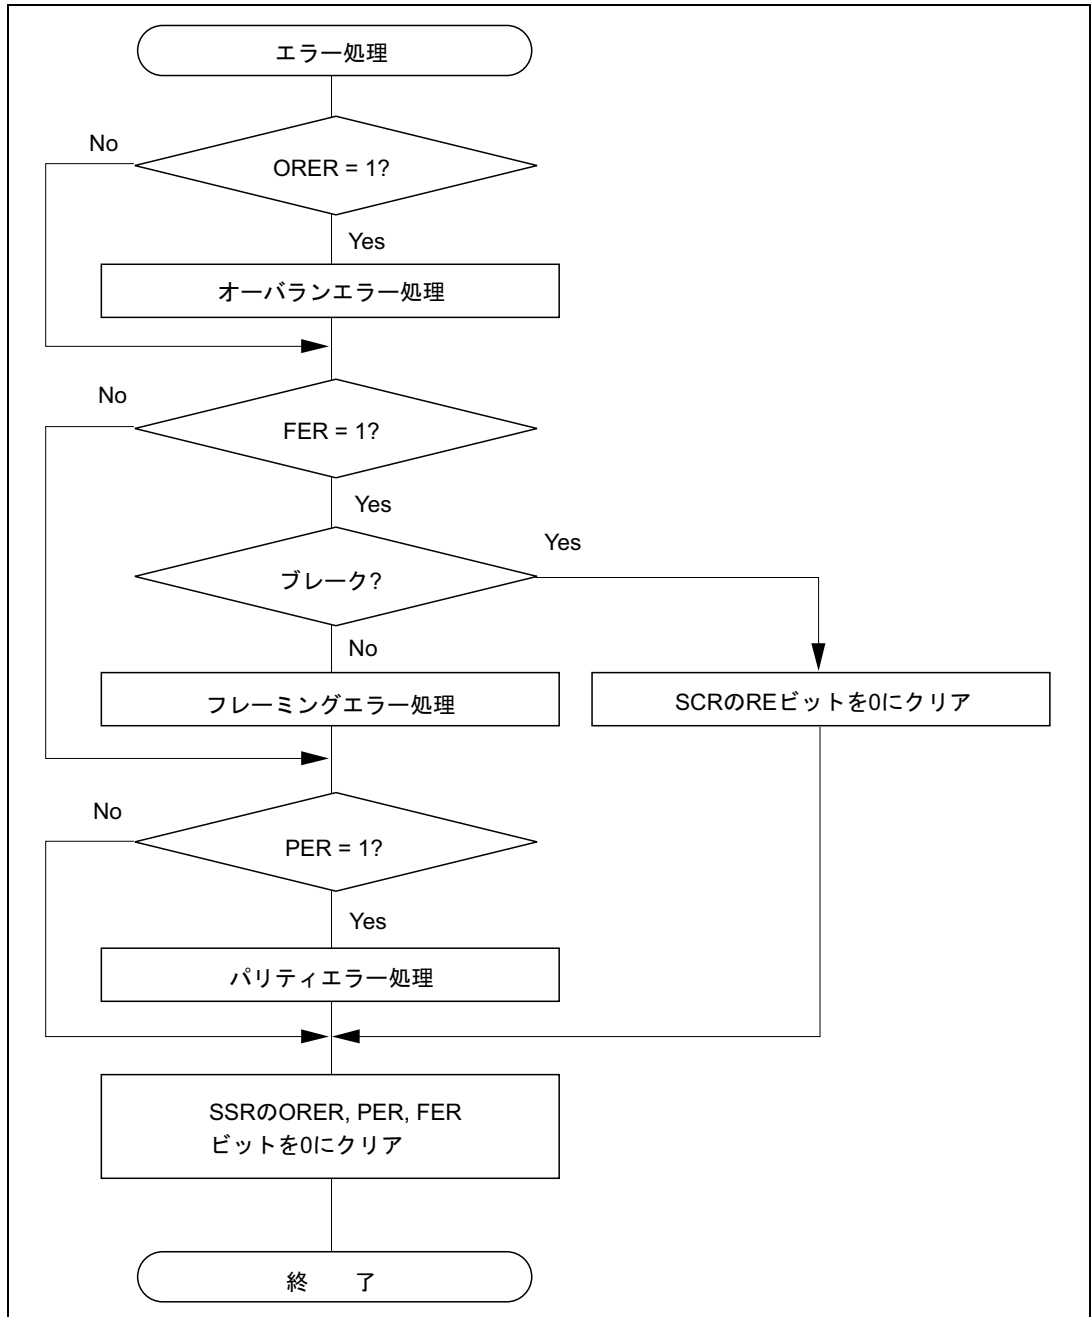 エラー処理
No
ORER = 1?
Yes
オーバランエラー処理
No
FER = 1?
Yes
Yes
ブレーク?
No
フレーミングエラー処理
SCRのREビットを0にクリア
No
PER = 1?
Yes
パリティエラー処理
SSRのORER, PER, FER
ビットを0にクリア
終 了